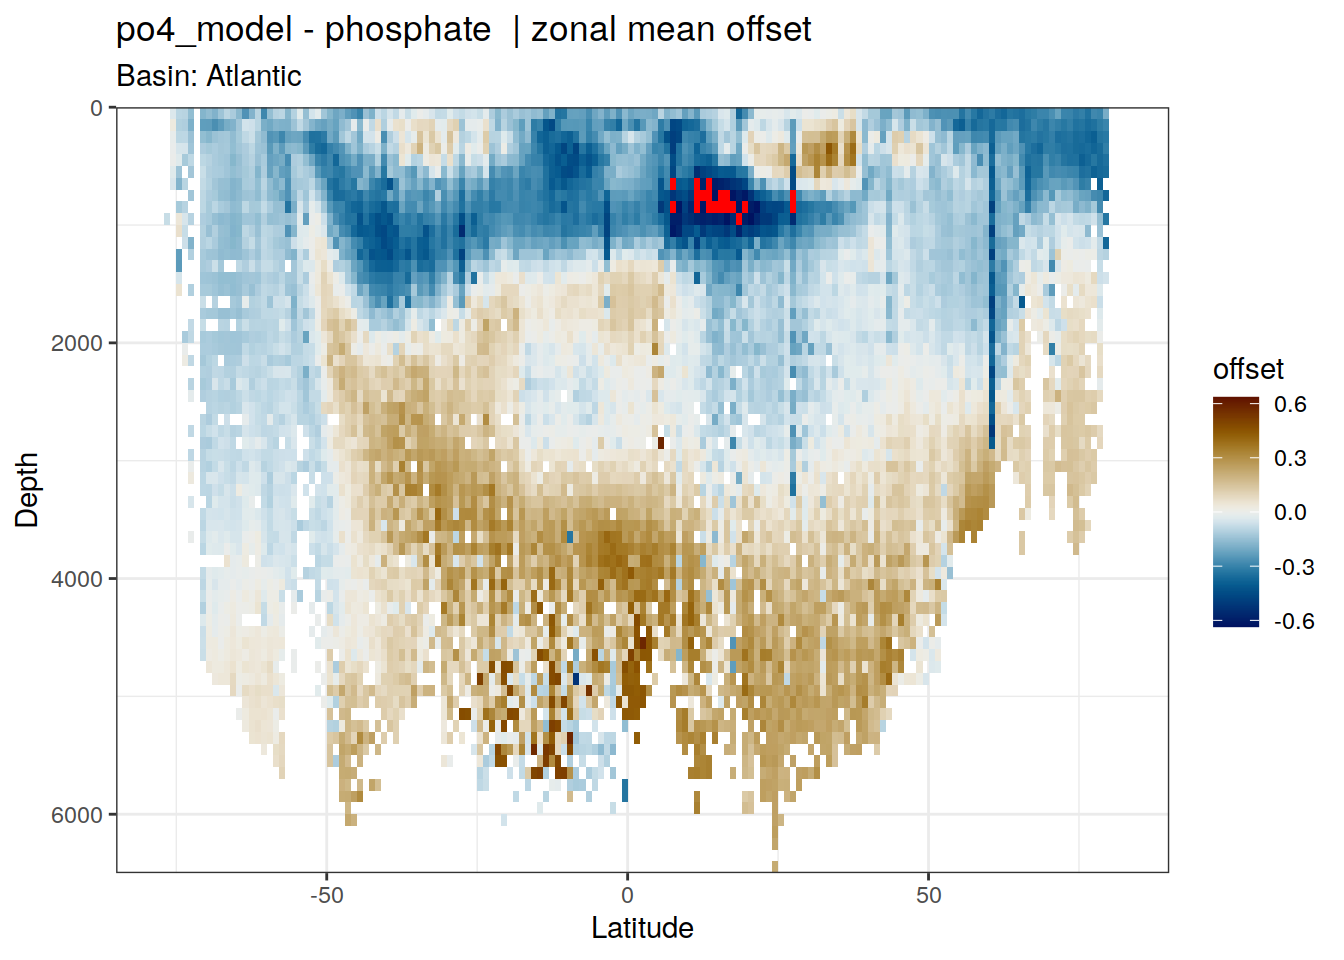 po4_model - phosphate  | zonal mean offset
Basin: Atlantic
0
2000
4000
6000
Depth
-50
0
50
Latitude
offset
0.6
0.3
0.0
-0.3
-0.6